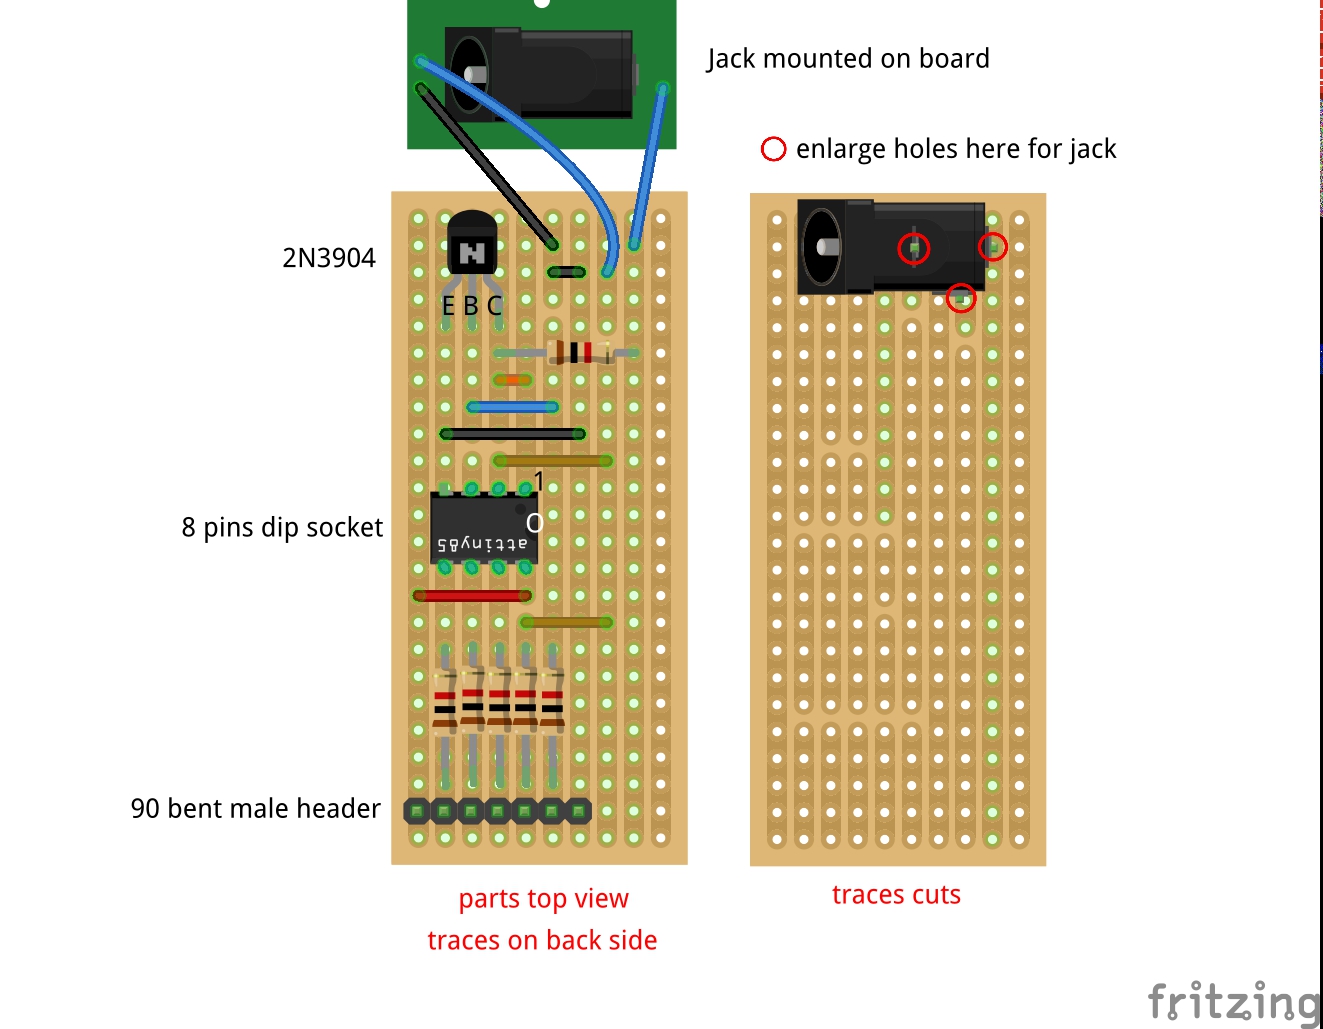 Jack mounted on board
enlarge holes here for jack
2N3904
N
E B C
1
8 pins dip socket
O
attiny85
90 bent male header
parts top view
traces on back side
traces cuts
fritzing